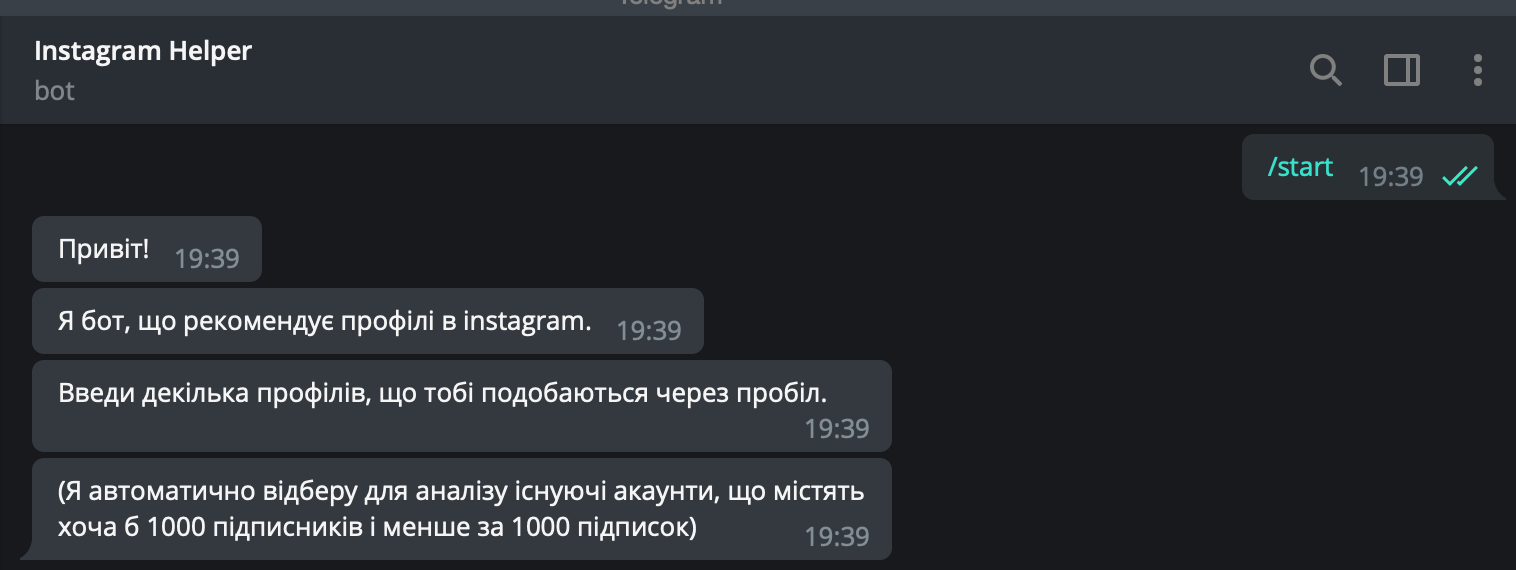 Telegram
Instagram Helper
bot
/start 19:39
Привіт! 19:39
Я бот, що рекомендує профілі в instagram. 19:39
Введи декілька профілів, що тобі подобаються через пробіл.
19:39
(Я автоматично відберу для аналізу існуючі акаунти, що містять
хоча б 1000 підписників і менше за 1000 підписок) 19:39